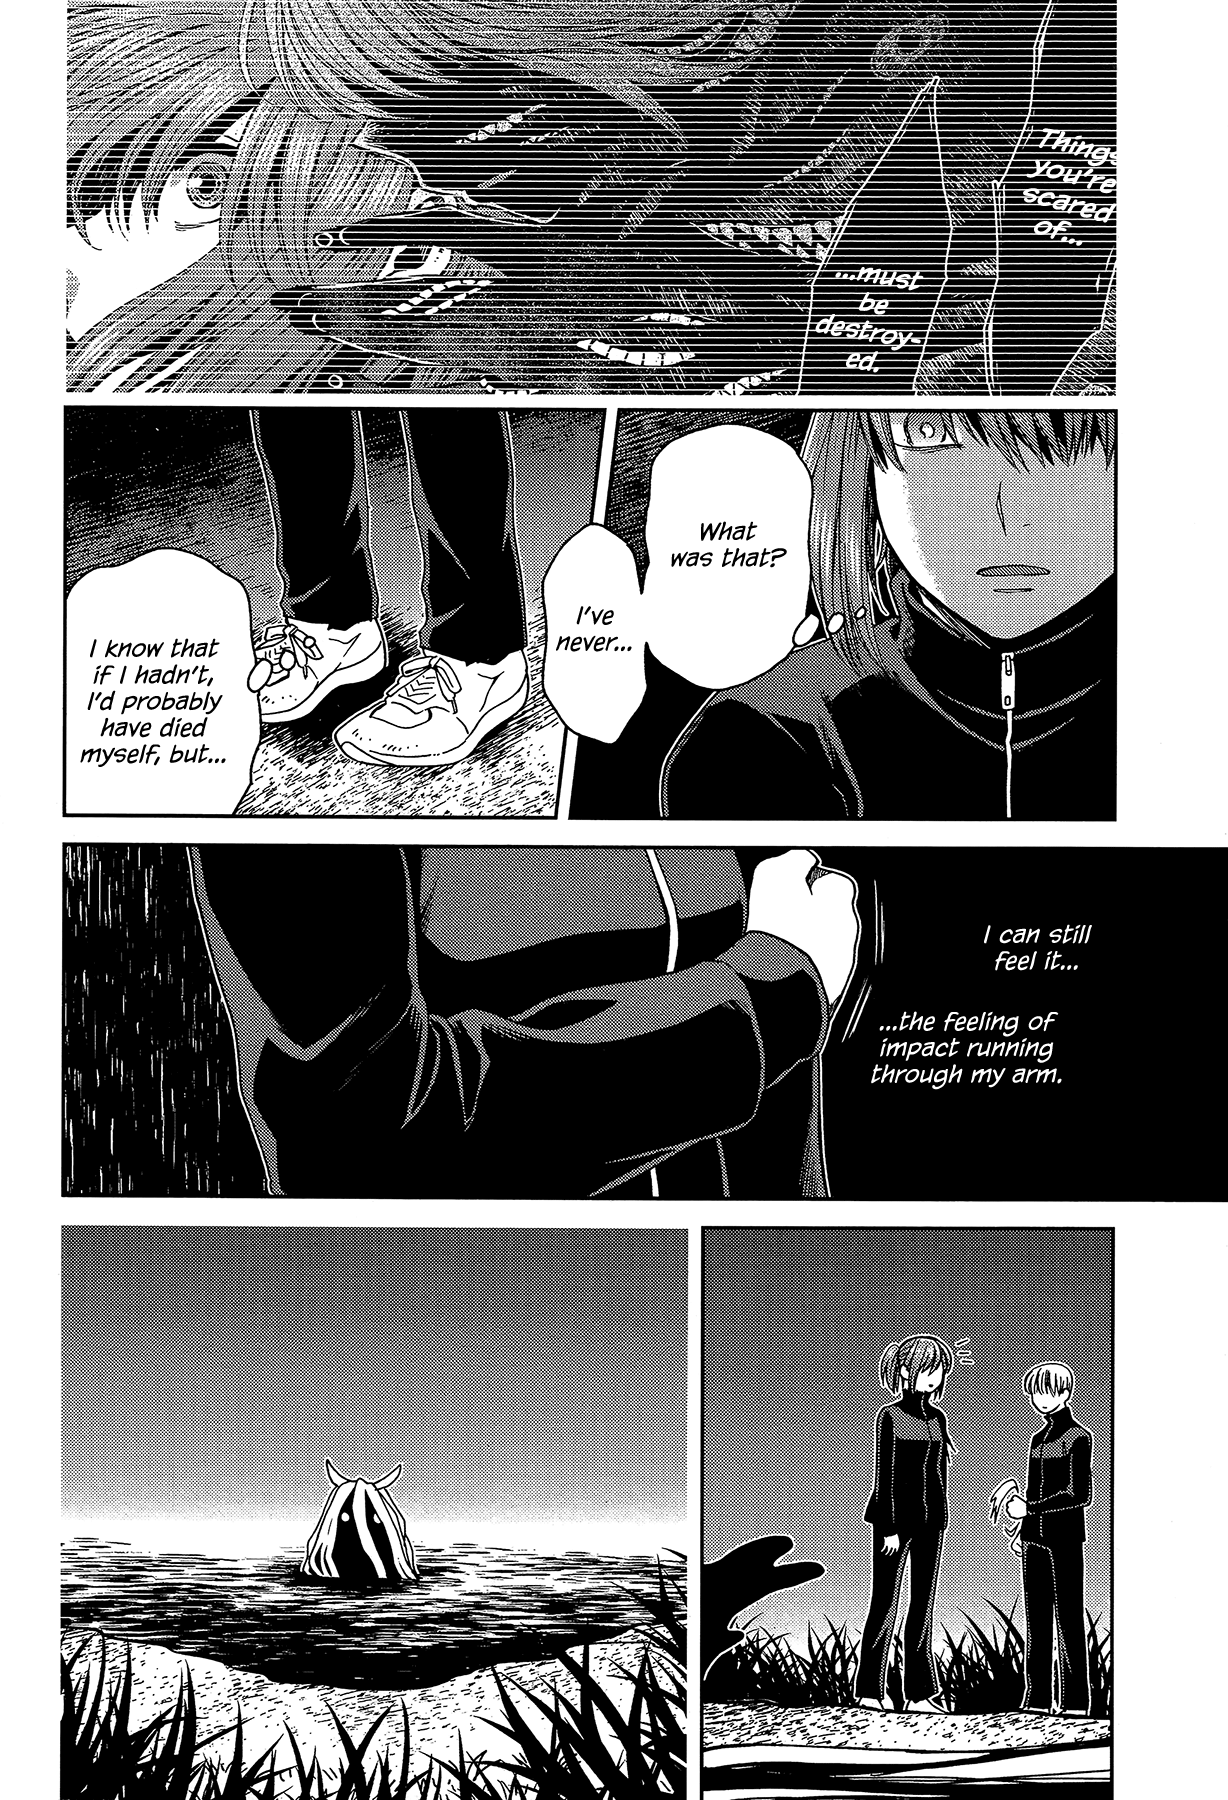 Things
you're
scared
of...
...must
be
destroy-
ed.
What
was that?
I've
never...
I know that
if I hadn't,
I'd probably
have died
myself, but...
I can still
feel it...
...the feeling of
impact running
through my arm.